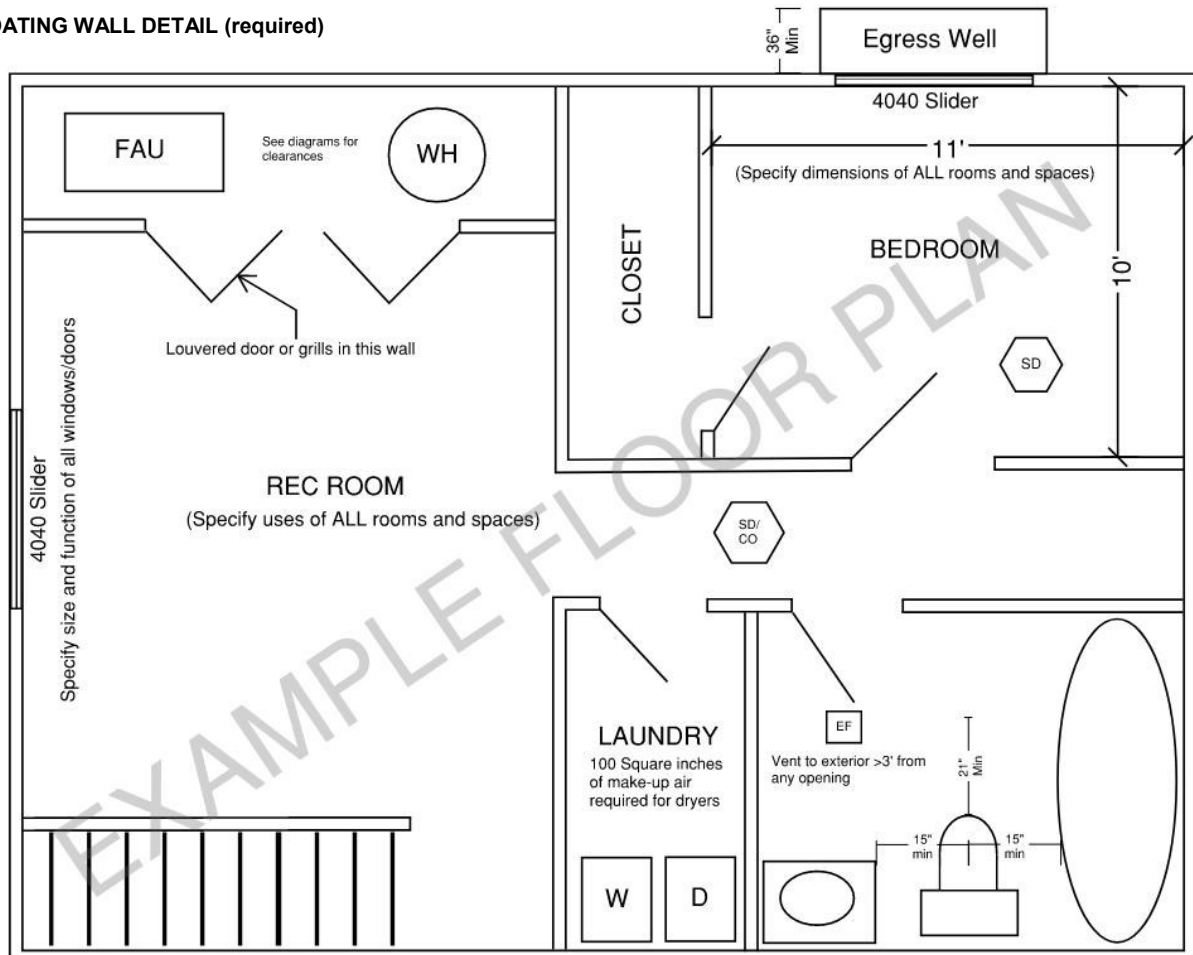 OATING WALL DETAIL (required)
36"
Min
Egress Well
4040 Slider
FAU
See diagrams for
clearances
WH
11'
(Specify dimensions of ALL rooms and spaces)
CLOSET
BEDROOM
10'
Louvered door or grills in this wall
SD
4040 Slider
Specify size and function of all windows/doors
REC ROOM
(Specify uses of ALL rooms and spaces)
SD/
CO
EXAMPLE FLOOR PLAN
LAUNDRY
100 Square inches
of make-up air
required for dryers
EF
Vent to exterior >3' from
any opening
21"
Min
15"
min
15"
min
W
D